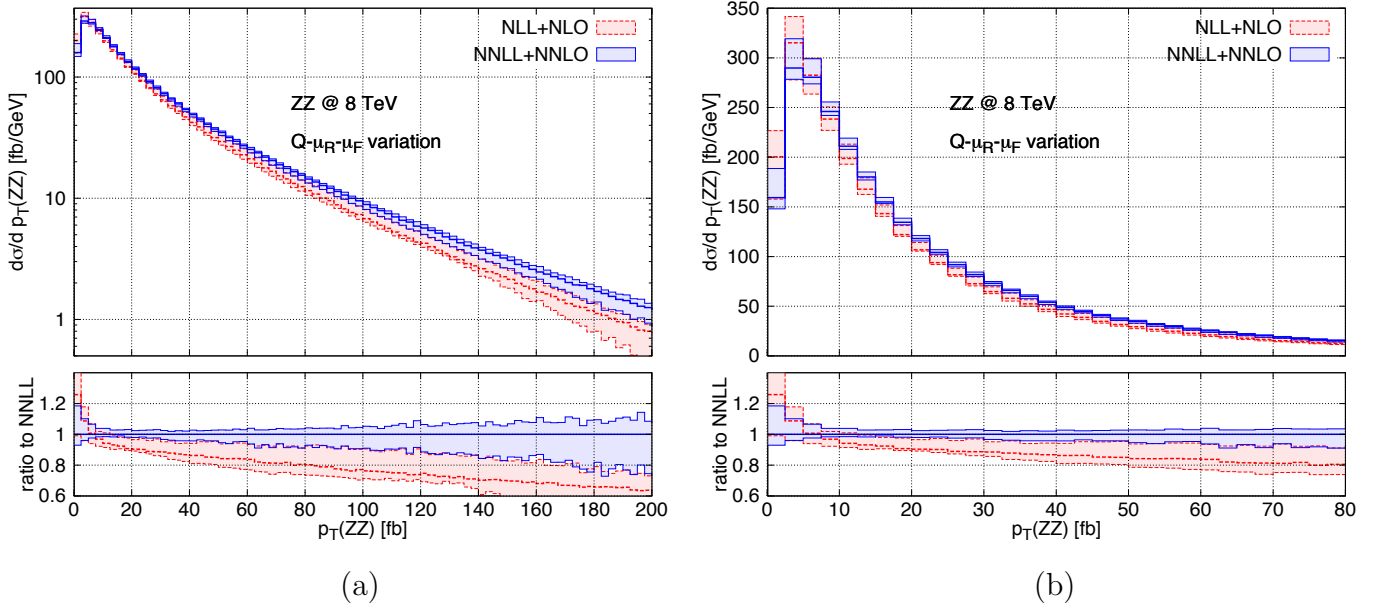 NLL+NLO
NNLL+NNLO
ZZ @ 8 TeV
Q-μR-μF variation
dσ/d pT(ZZ) [fb/GeV]
100
10
1
ratio to NNLL
1.2
1
0.8
0.6
0 20 40 60 80 100 120 140 160 180 200
pT(ZZ) [fb]
(a)
NLL+NLO
NNLL+NNLO
ZZ @ 8 TeV
Q-μR-μF variation
dσ/d pT(ZZ) [fb/GeV]
350
300
250
200
150
100
50
0
ratio to NNLL
1.2
1
0.8
0.6
0 10 20 30 40 50 60 70 80
pT(ZZ) [fb]
(b)